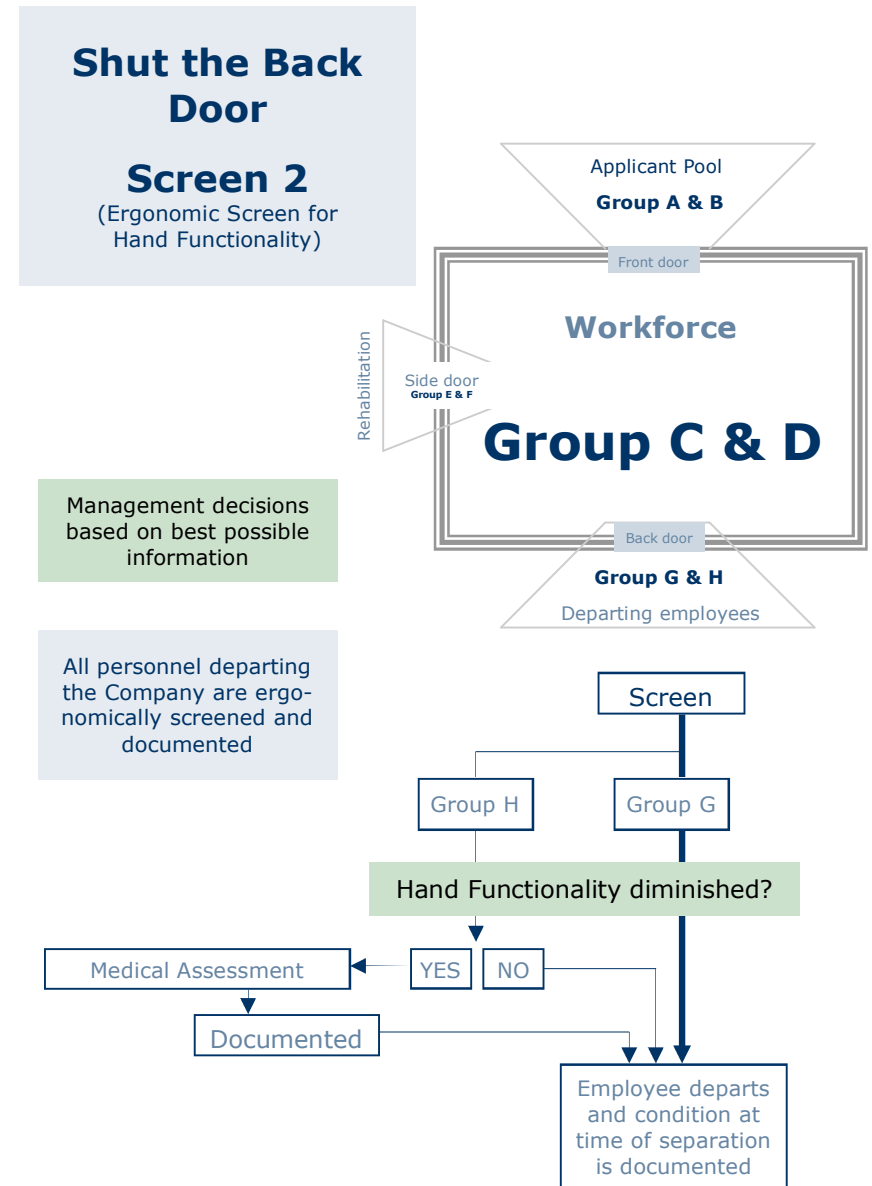 Shut the Back
Door
Screen 2
(Ergonomic Screen for
Hand Functionality)
Applicant Pool
Group A & B
Front door
Workforce
Rehabilitation
Side door
Group E & F
Group C & D
Management decisions
based on best possible
information
Back door
Group G & H
Departing employees
All personnel departing
the Company are ergo-
nomically screened and
documented
Screen
Group H
Group G
Hand Functionality diminished?
Medical Assessment
YES
NO
Documented
Employee departs
and condition at
time of separation
is documented